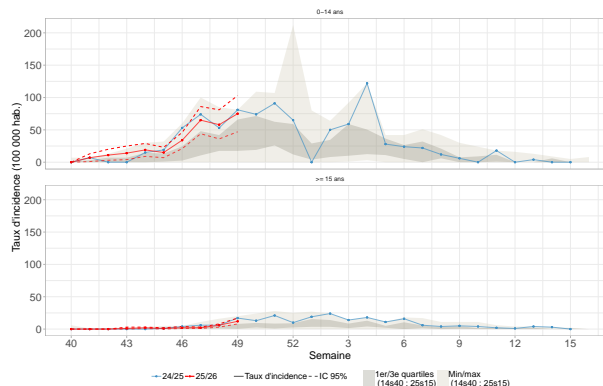 0−14 ans
200
150
100
50
0
>= 15 ans
200
150
100
50
0
Taux d'incidence (100 000 hab.)
40 43 46 49 52 3 6 9 12 15
Semaine
24/25 25/26 Taux d'incidence IC 95% 1er/3e quartiles (14s40 ; 25s15) Min/max (14s40 ; 25s15)